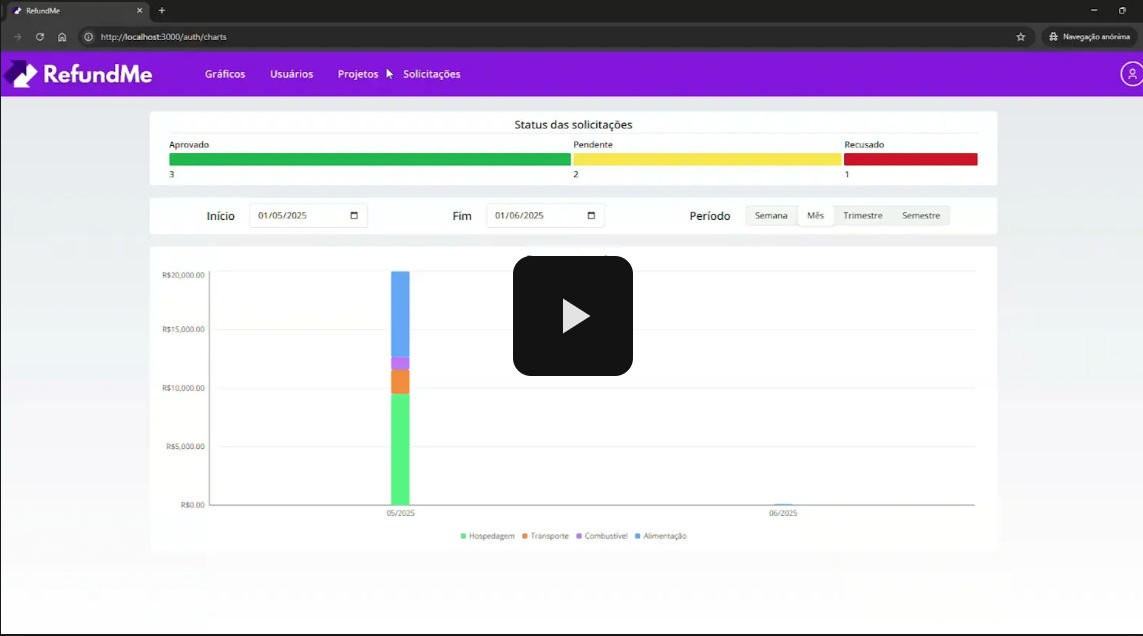 RefundMe
http://localhost:3000/auth/charts
Navegação anônima
RefundMe Gráficos Usuários Projetos Solicitações
Status das solicitações
Aprovado Pendente Recusado
3 2 1
Início 01/05/2025 Fim 01/06/2025 Período Semana Mês Trimestre Semestre
R$20,000.00
R$15,000.00
R$10,000.00
R$5,000.00
R$0.00
05/2025 06/2025
Hospedagem Transporte Combustível Alimentação